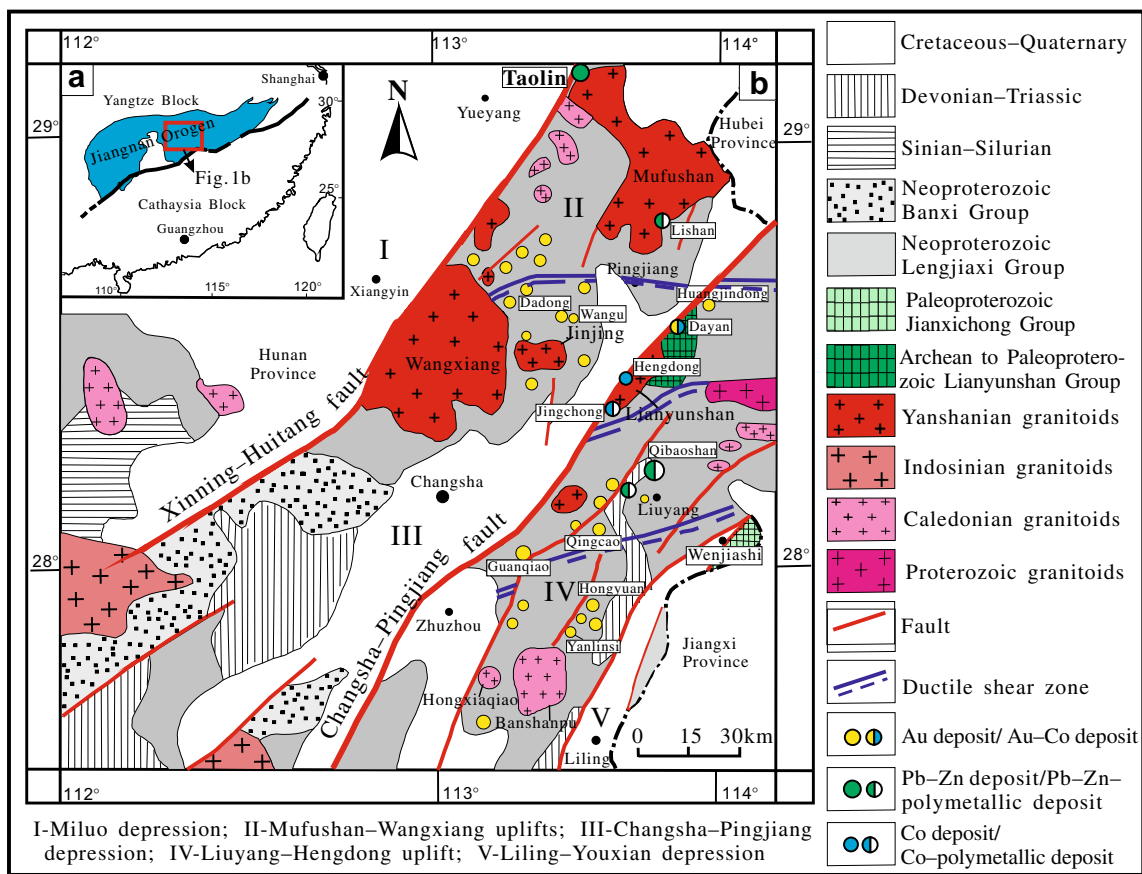 112°
113°
114°
a
Shanghai
Yangtze Block
30°
Jiangnan Orogen
Fig.1b
25°
Cathaysia Block
Guangzhou
110°
115°
120°
b
N
Taolin
Yueyang
29°
29°
Hubei
Province
Mufushan
II
Lishan
I
Xiangyin
Pingjiang
Huangjindong
Dadong
Wangu
Jinjing
Dayan
Hunan
Province
Wangxiang
Hengdong
Jingchong
Lianyunshan
Xinning–Huitang fault
Qibaoshan
Changsha
Liuyang
III
Qingcao
Wenjiashi
28°
28°
Guanqiao
IV
Hongyuan
Changsha–Pingjiang fault
Zhuzhou
Yanlinsi
Jiangxi
Province
Hongxiaqiao
Banshanpu
V
Liling
0 15 30km
112°
113°
114°
I-Miluo depression; II-Mufushan–Wangxiang uplifts; III-Changsha–Pingjiang
depression; IV-Liuyang–Hengdong uplift; V-Liling–Youxian depression
Cretaceous–Quaternary
Devonian–Triassic
Sinian–Silurian
Neoproterozoic
Banxi Group
Neoproterozoic
Lengjiaxi Group
Paleoproterozoic
Jianxichong Group
Archean to Paleoprotero-
zoic Lianyunshan Group
Yanshanian granitoids
Indosinian granitoids
Caledonian granitoids
Proterozoic granitoids
Fault
Ductile shear zone
Au deposit/ Au–Co deposit
Pb–Zn deposit/Pb–Zn–
polymetallic deposit
Co deposit/
Co–polymetallic deposit